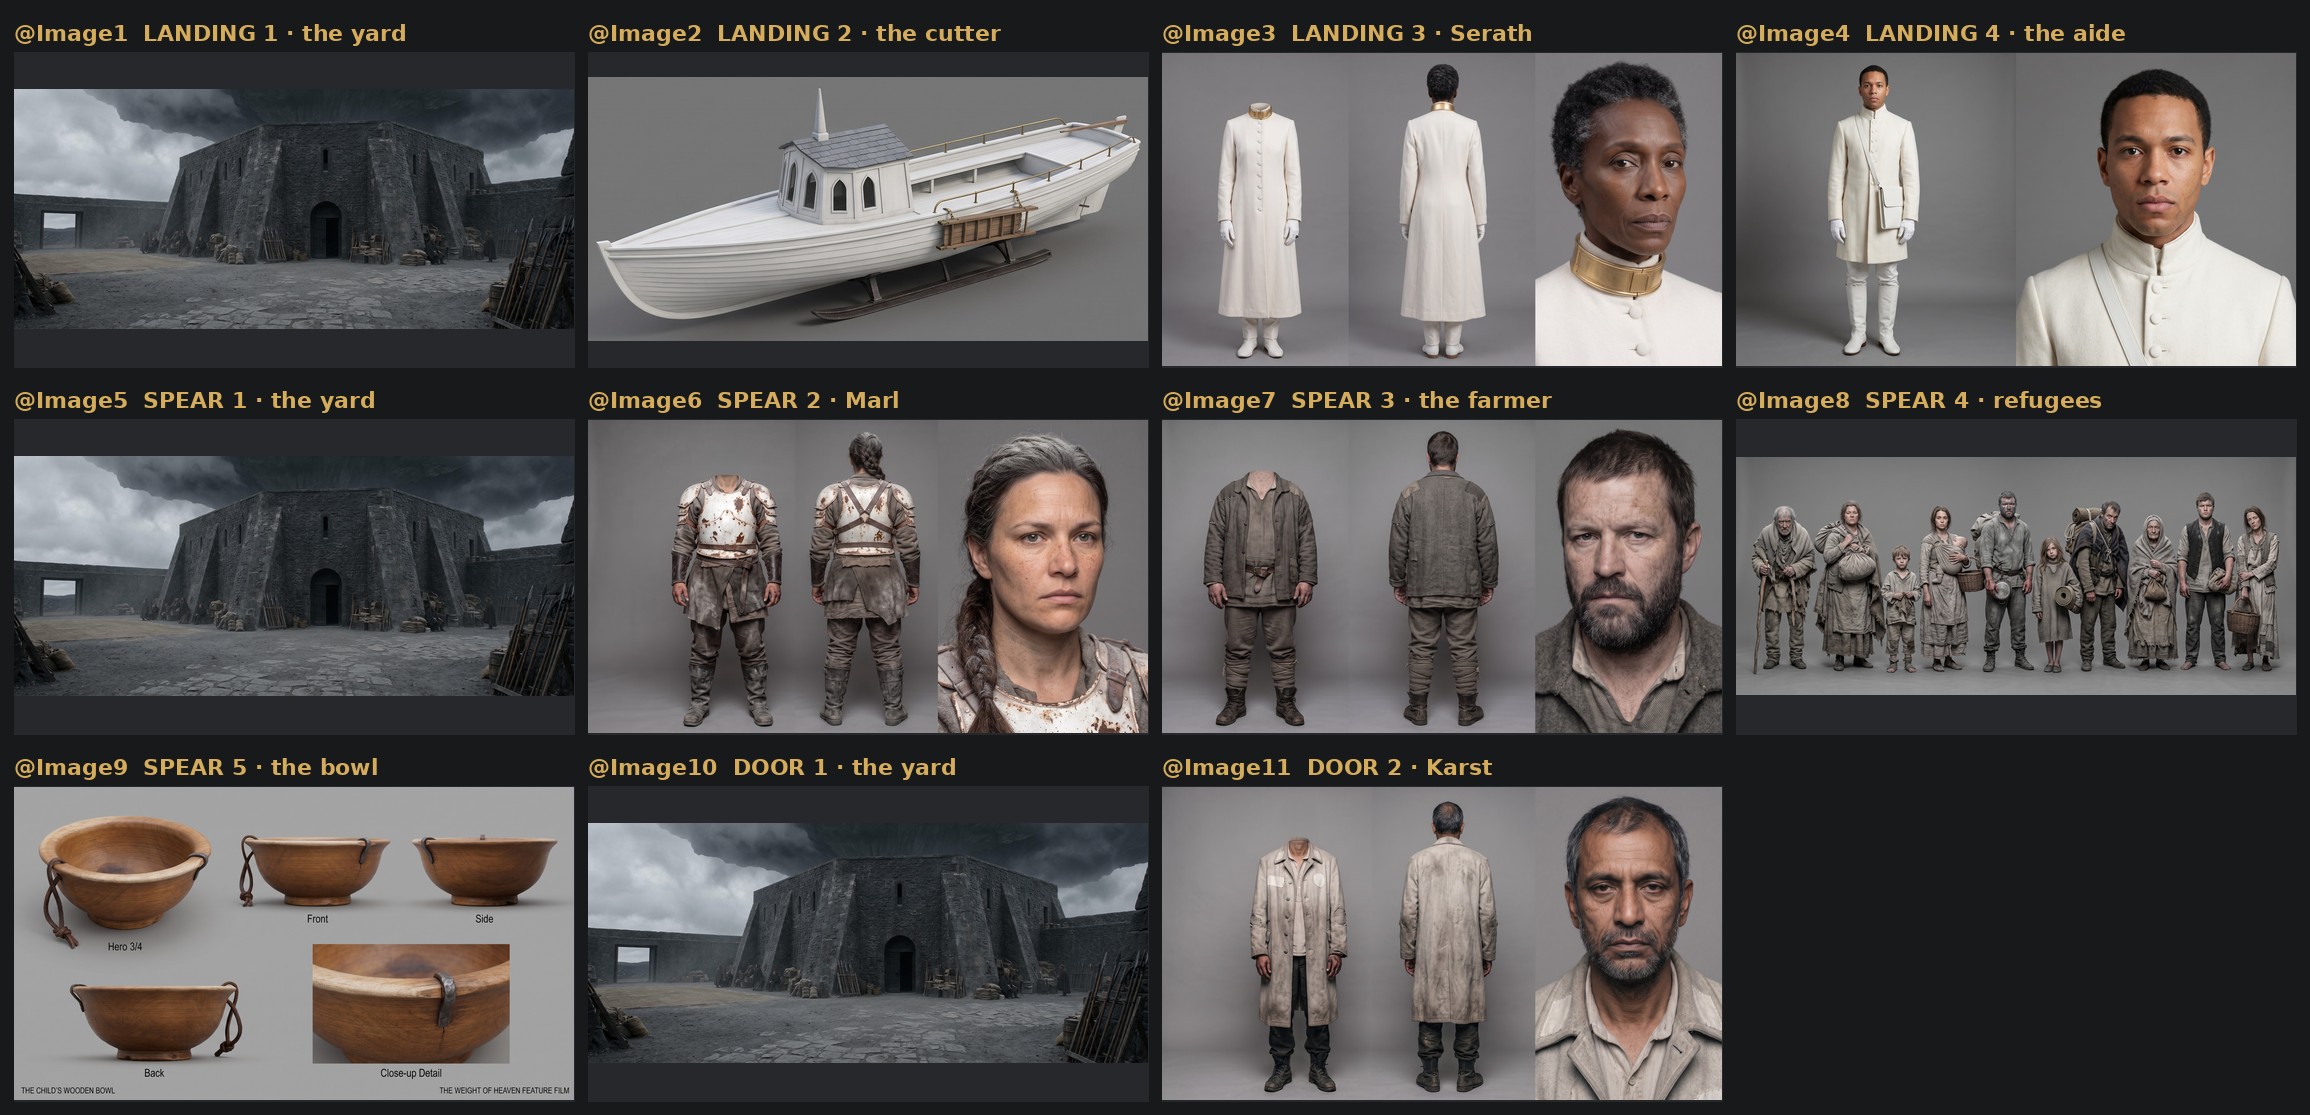 @Image1 LANDING 1 · the yard
@Image2 LANDING 2 · the cutter
@Image3 LANDING 3 · Serath
@Image4 LANDING 4 · the aide
@Image5 SPEAR 1 · the yard
@Image6 SPEAR 2 · Marl
@Image7 SPEAR 3 · the farmer
@Image8 SPEAR 4 · refugees
@Image9 SPEAR 5 · the bowl
Hero 3/4
Front
Side
Back
Close-up Detail
THE CHILD'S WOODEN BOWL
THE WEIGHT OF HEAVEN FEATURE FILM
@Image10 DOOR 1 · the yard
@Image11 DOOR 2 · Karst